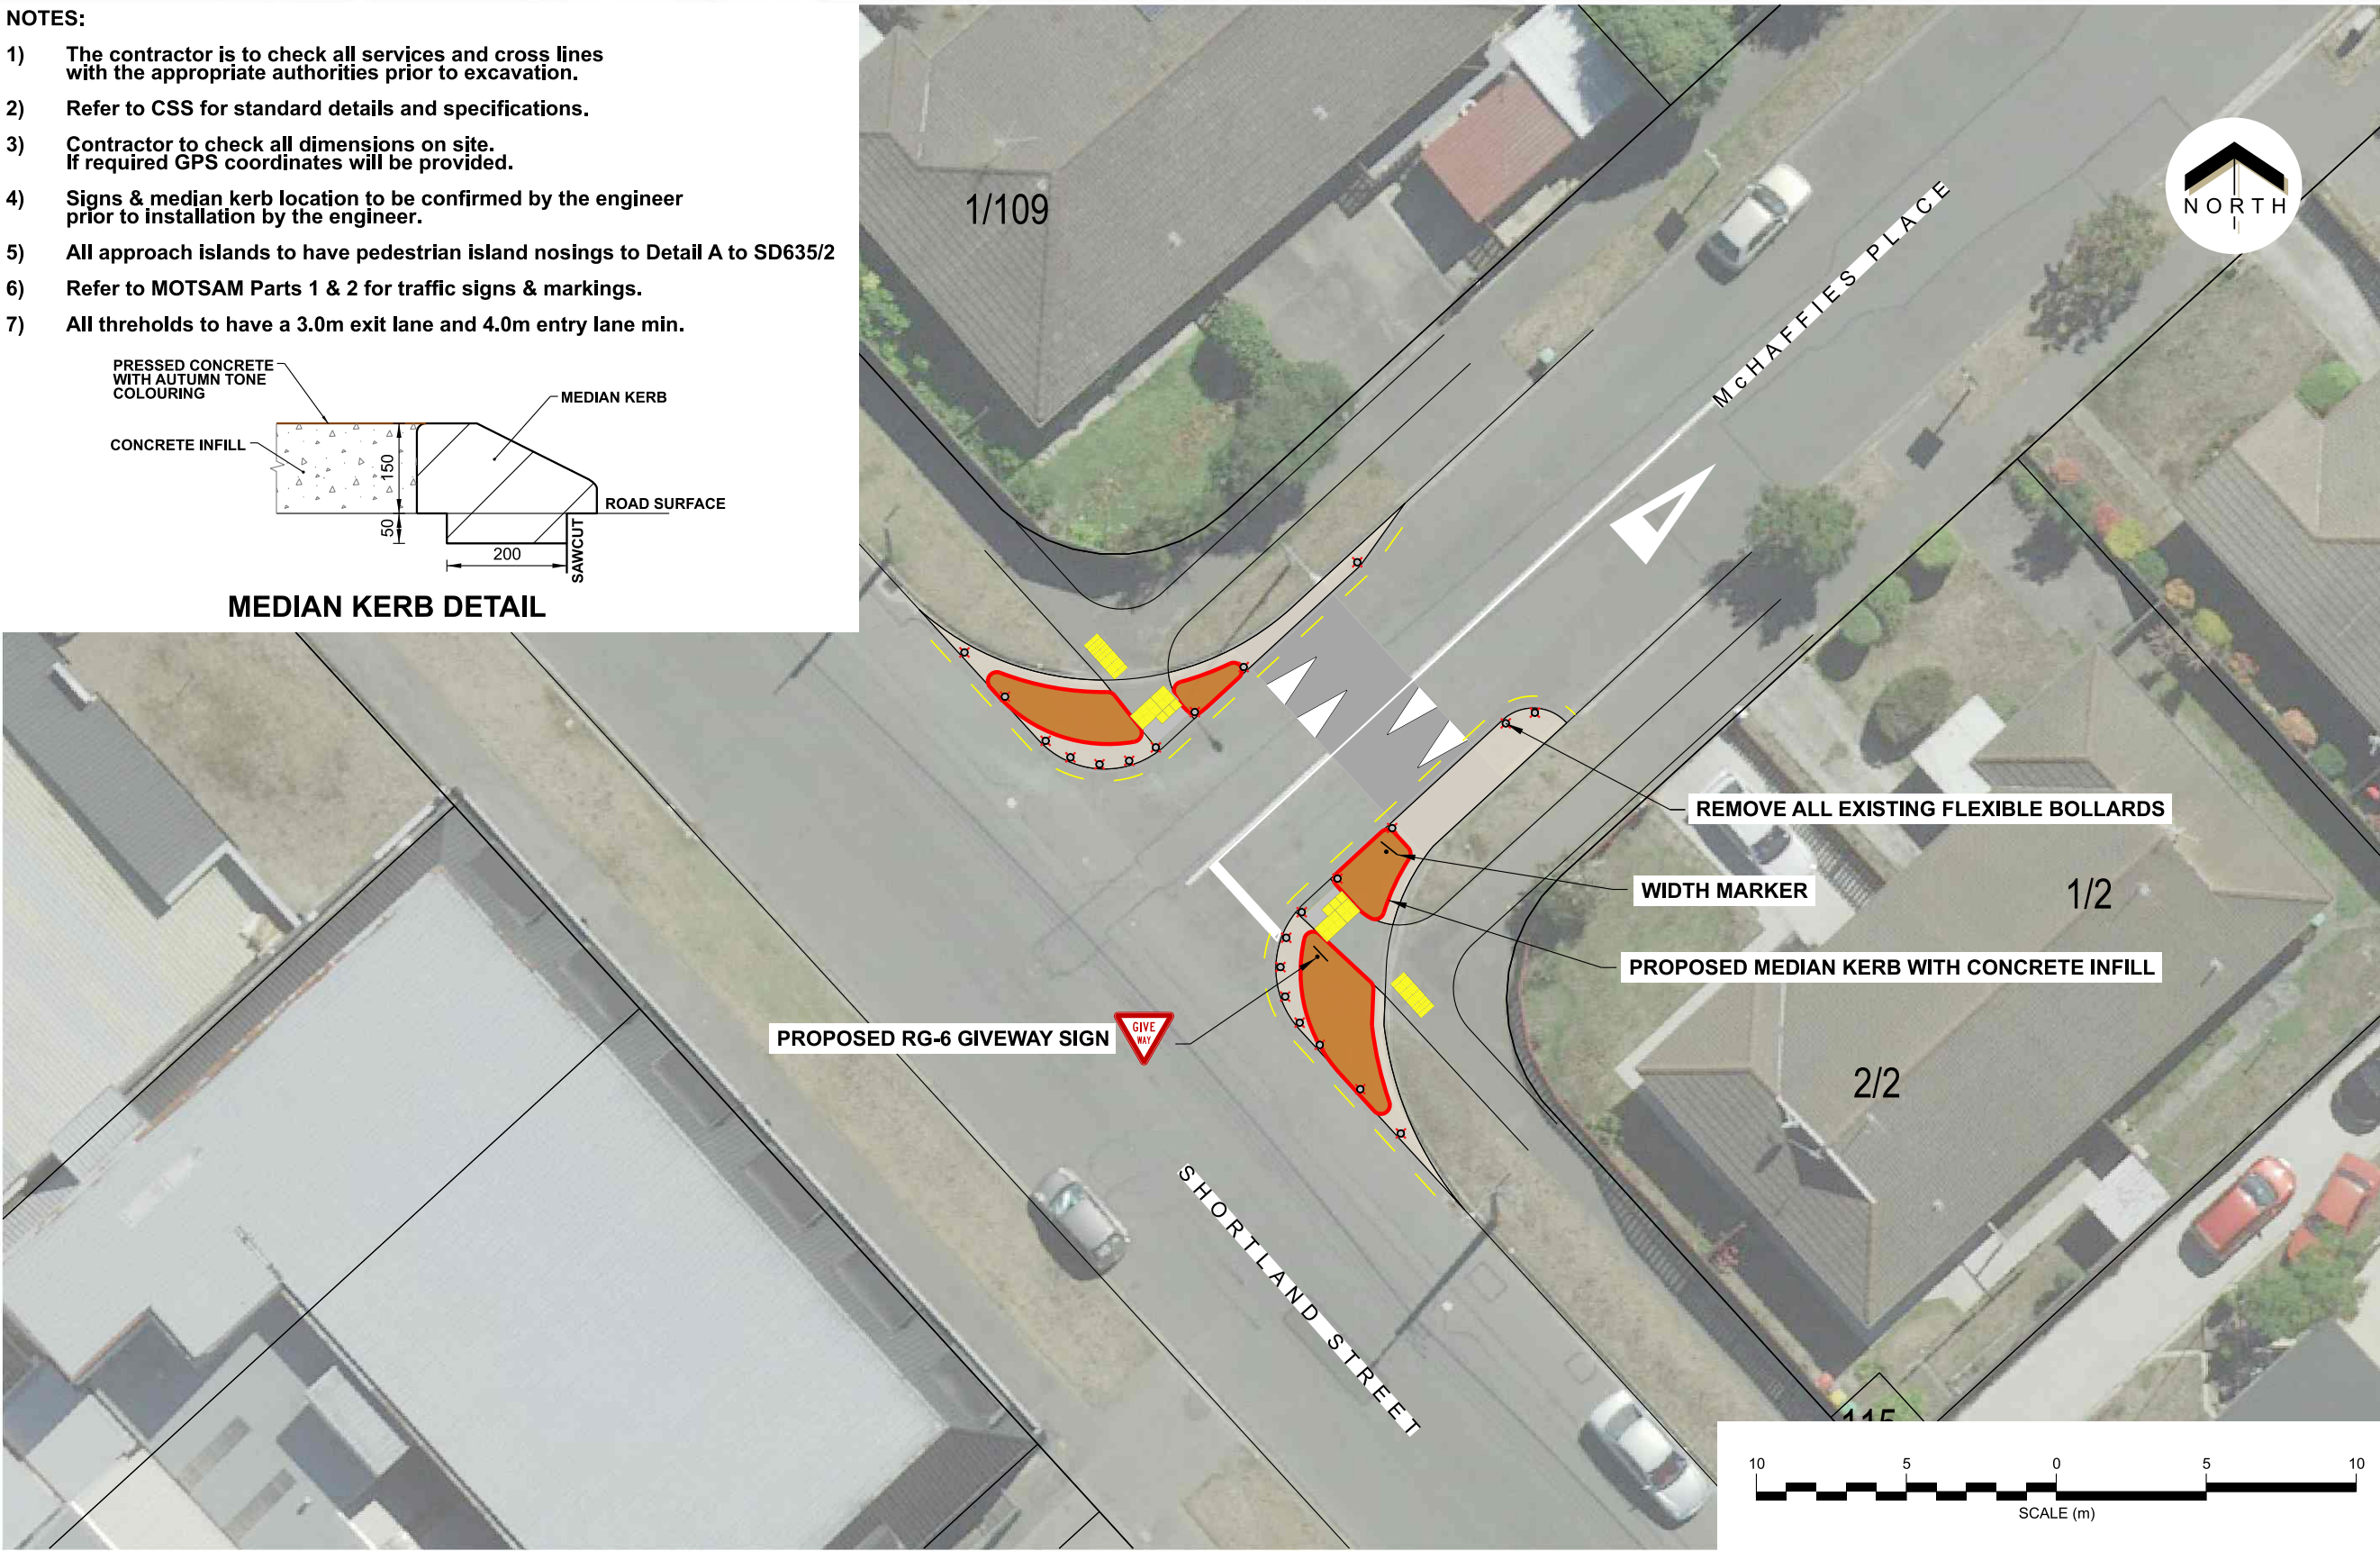 NOTES:
1) The contractor is to check all services and cross lines
with the appropriate authorities prior to excavation.
2) Refer to CSS for standard details and specifications.
3) Contractor to check all dimensions on site.
If required GPS coordinates will be provided.
4) Signs & median kerb location to be confirmed by the engineer
prior to installation by the engineer.
5) All approach islands to have pedestrian island nosings to Detail A to SD635/2
6) Refer to MOTSAM Parts 1 & 2 for traffic signs & markings.
7) All threholds to have a 3.0m exit lane and 4.0m entry lane min.
PRESSED CONCRETE
WITH AUTUMN TONE
COLOURING
MEDIAN KERB
CONCRETE INFILL
150
50
ROAD SURFACE
200
SAWCUT
MEDIAN KERB DETAIL
1/109
McHAFFIES PLACE
NORTH
REMOVE ALL EXISTING FLEXIBLE BOLLARDS
WIDTH MARKER
1/2
PROPOSED MEDIAN KERB WITH CONCRETE INFILL
PROPOSED RG-6 GIVEWAY SIGN
GIVE
WAY
2/2
SHORTLAND STREET
115
10 5 0 5 10
SCALE (m)